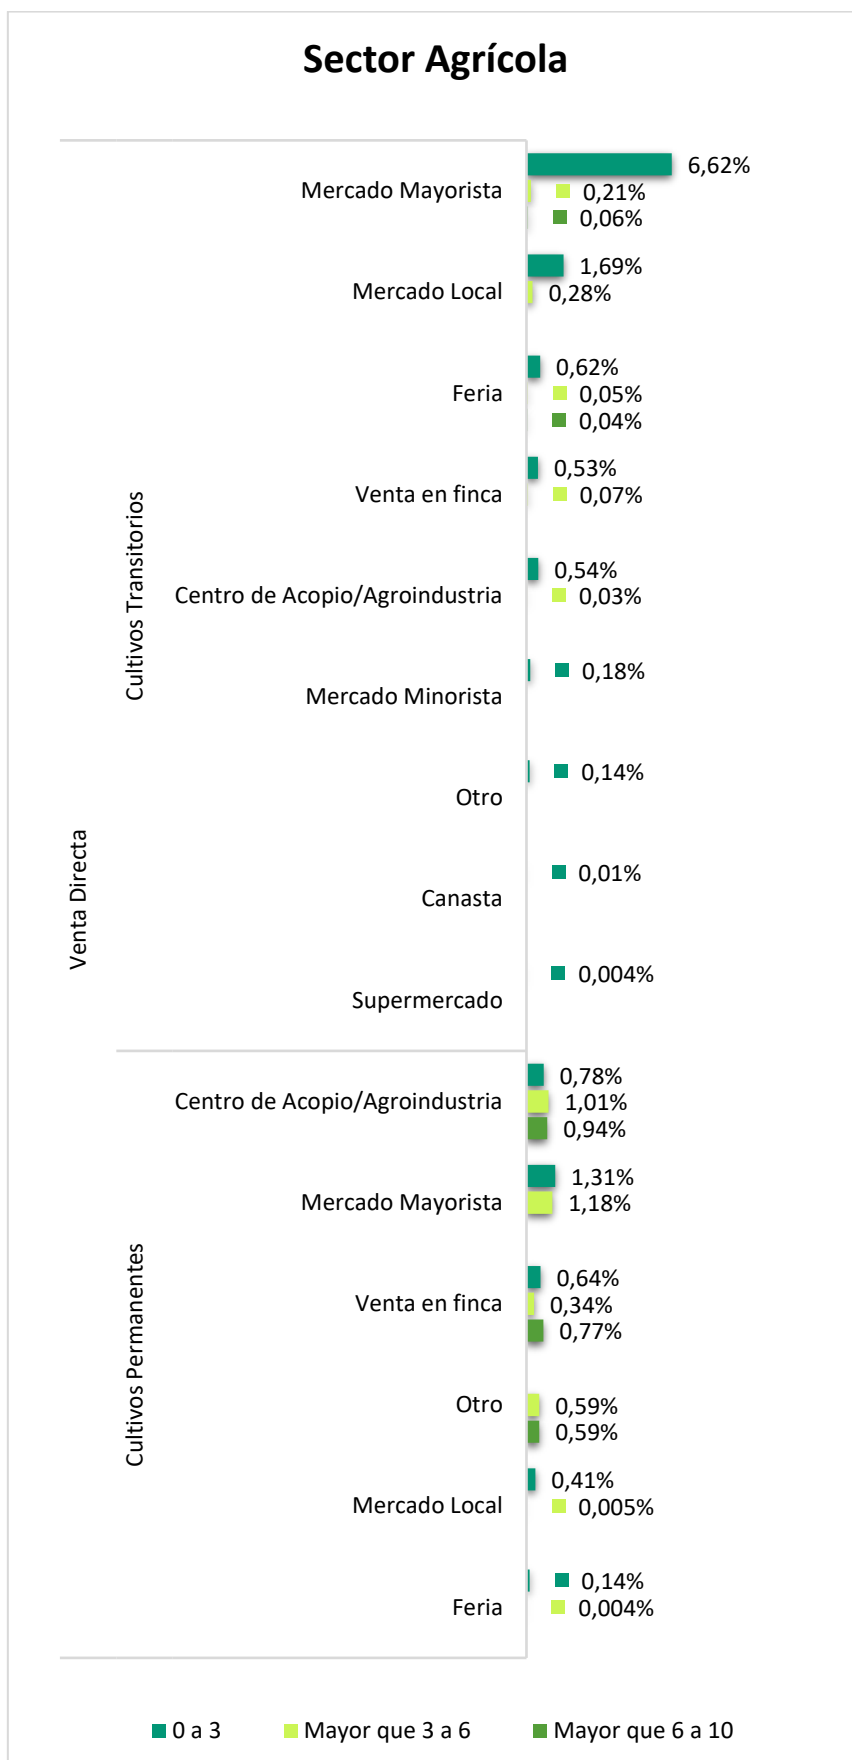 Sector Agrícola
Venta Directa
Cultivos Transitorios
Mercado Mayorista
6,62%
0,21%
0,06%
Mercado Local
1,69%
0,28%
Feria
0,62%
0,05%
0,04%
Venta en finca
0,53%
0,07%
Centro de Acopio/Agroindustria
0,54%
0,03%
Mercado Minorista
0,18%
Otro
0,14%
Canasta
0,01%
Supermercado
0,004%
Cultivos Permanentes
Centro de Acopio/Agroindustria
0,78%
1,01%
0,94%
Mercado Mayorista
1,31%
1,18%
Venta en finca
0,64%
0,34%
0,77%
Otro
0,59%
0,59%
Mercado Local
0,41%
0,005%
Feria
0,14%
0,004%
0 a 3
Mayor que 3 a 6
Mayor que 6 a 10